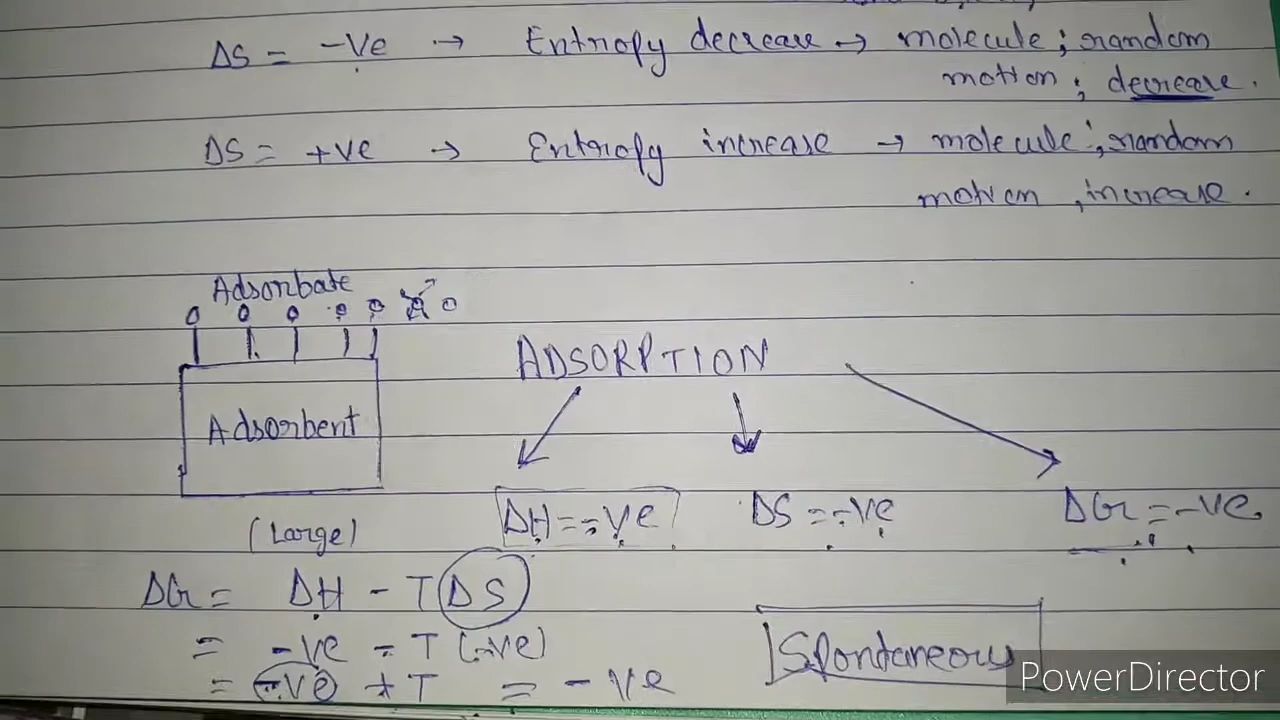 ΔS = -ve → Entropy decrease → molecule; random
motion; decrease.
ΔS = +ve → Entropy increase → molecule; random
motion, increase.
Adsorbate
ADSORPTION
Adsorbent
(Large)
ΔH = -ve ΔS = -ve ΔG = -ve.
ΔG = ΔH - TΔS
= -ve - T (-ve)
= -ve + T = -ve
Spontaneous
PowerDirector